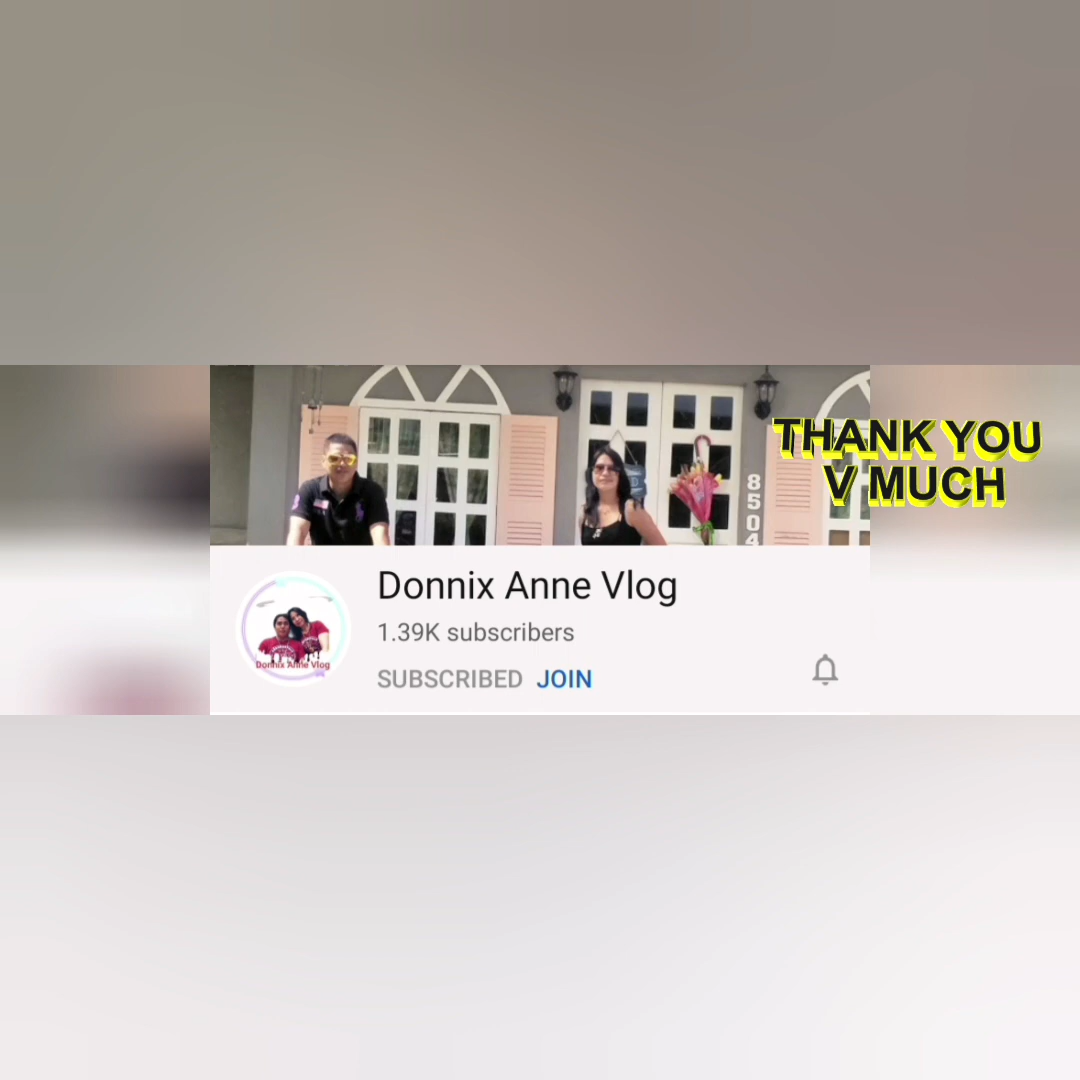 THANK YOU
V MUCH
8504
Donnix Anne Vlog
1.39K subscribers
SUBSCRIBED JOIN
Donnix Anne Vlog